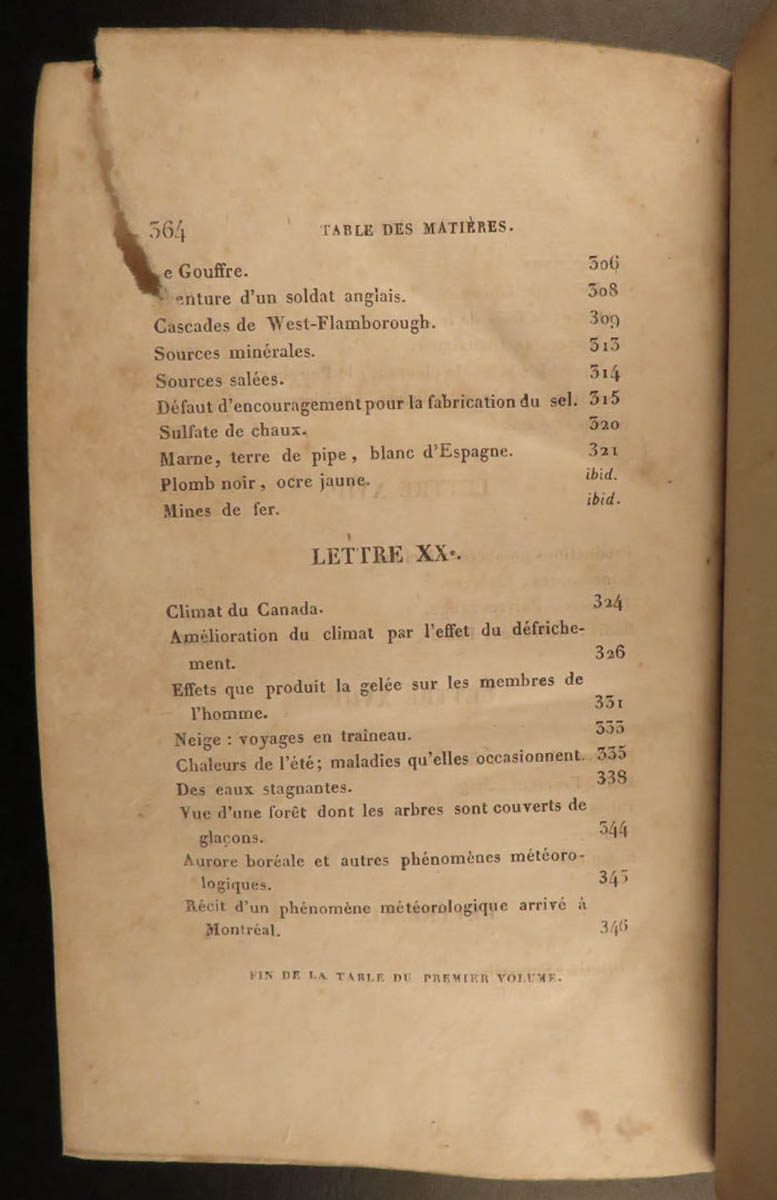 364 TABLE DES MATIÈRES.
e Gouffre. 306
enture d'un soldat anglais. 308
Cascades de West-Flamborough. 309
Sources minérales. 313
Sources salées. 314
Défaut d'encouragement pour la fabrication du sel. 315
Sulfate de chaux. 320
Marne, terre de pipe, blanc d'Espagne. 321
Plomb noir, ocre jaune. ibid.
Mines de fer. ibid.
LETTRE XXe.
Climat du Canada. 324
Amélioration du climat par l'effet du défriche-
ment. 326
Effets que produit la gelée sur les membres de
l'homme. 331
Neige : voyages en traîneau. 333
Chaleurs de l'été; maladies qu'elles occasionnent. 335
Des eaux stagnantes. 338
Vue d'une forêt dont les arbres sont couverts de
glaçons. 344
Aurore boréale et autres phénomènes météoro-
logiques. 345
Récit d'un phénomène météorologique arrivé à
Montréal. 346
FIN DE LA TABLE DU PREMIER VOLUME.